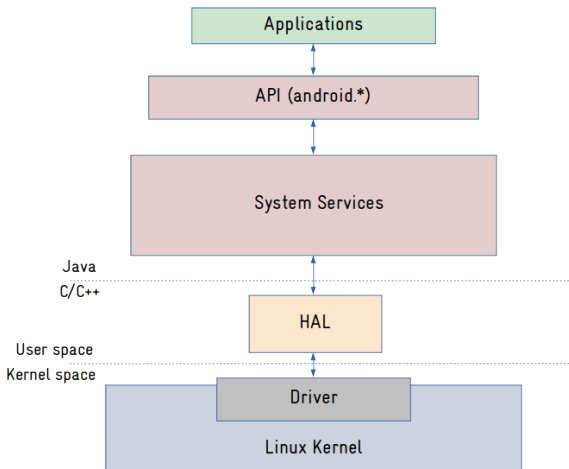 Applications
API (android.*)
System Services
Java
C/C++
HAL
User space
Kernel space
Driver
Linux Kernel